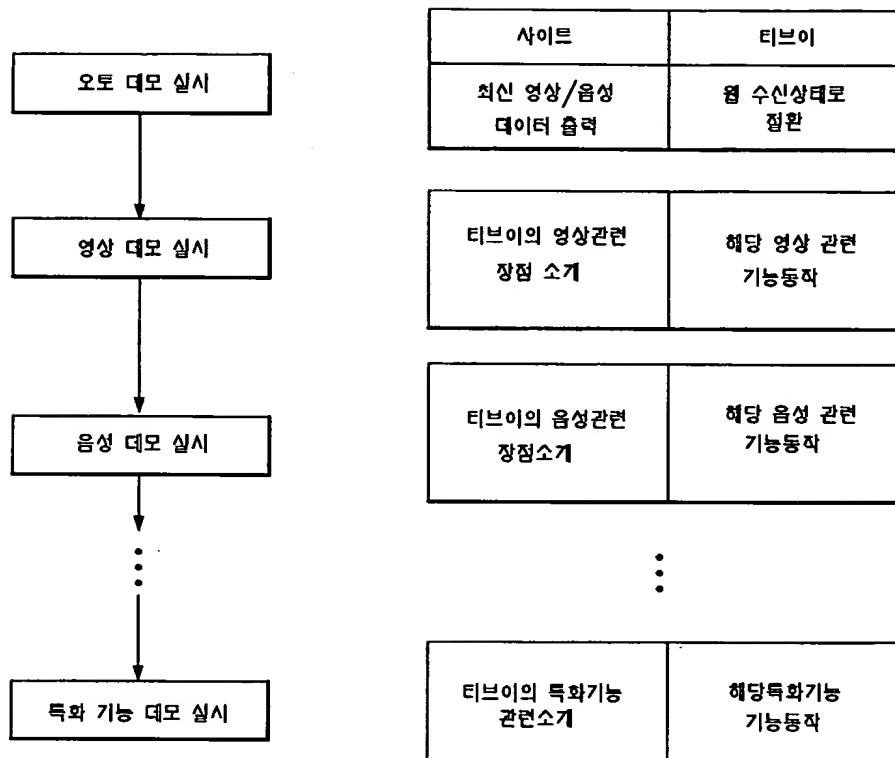 사이트
티브이
오토 데모 실시
최신 영상/음성
데이터 출력
웹 수신상태로
전환
영상 데모 실시
티브이의 영상관련
장점 소개
해당 영상 관련
기능동작
음성 데모 실시
티브이의 음성관련
장점소개
해당 음성 관련
기능동작
특화 기능 데모 실시
티브이의 특화기능
관련소개
해당특화기능
기능동작